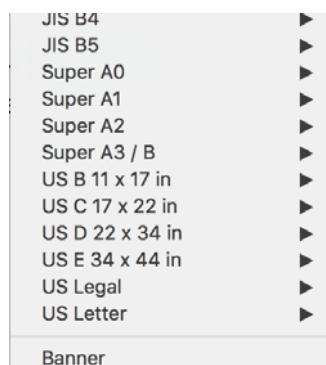 JIS B4
JIS B5
Super A0
Super A1
Super A2
Super A3 / B
US B 11 x 17 in
US C 17 x 22 in
US D 22 x 34 in
US E 34 x 44 in
US Legal
US Letter
Banner